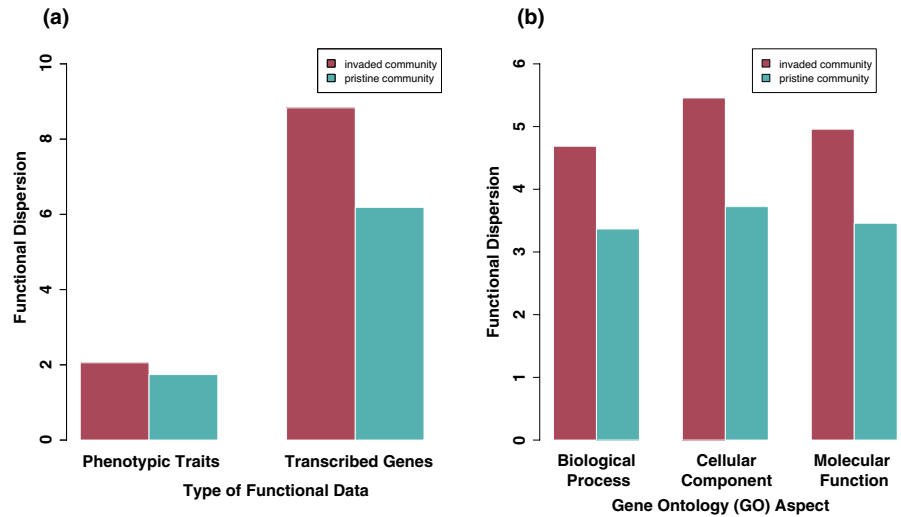 (a)
invaded community
pristine community
Functional Dispersion
10
8
6
4
2
0
Phenotypic Traits
Transcribed Genes
Type of Functional Data
(b)
invaded community
pristine community
Functional Dispersion
6
5
4
3
2
1
0
Biological Process
Cellular Component
Molecular Function
Gene Ontology (GO) Aspect